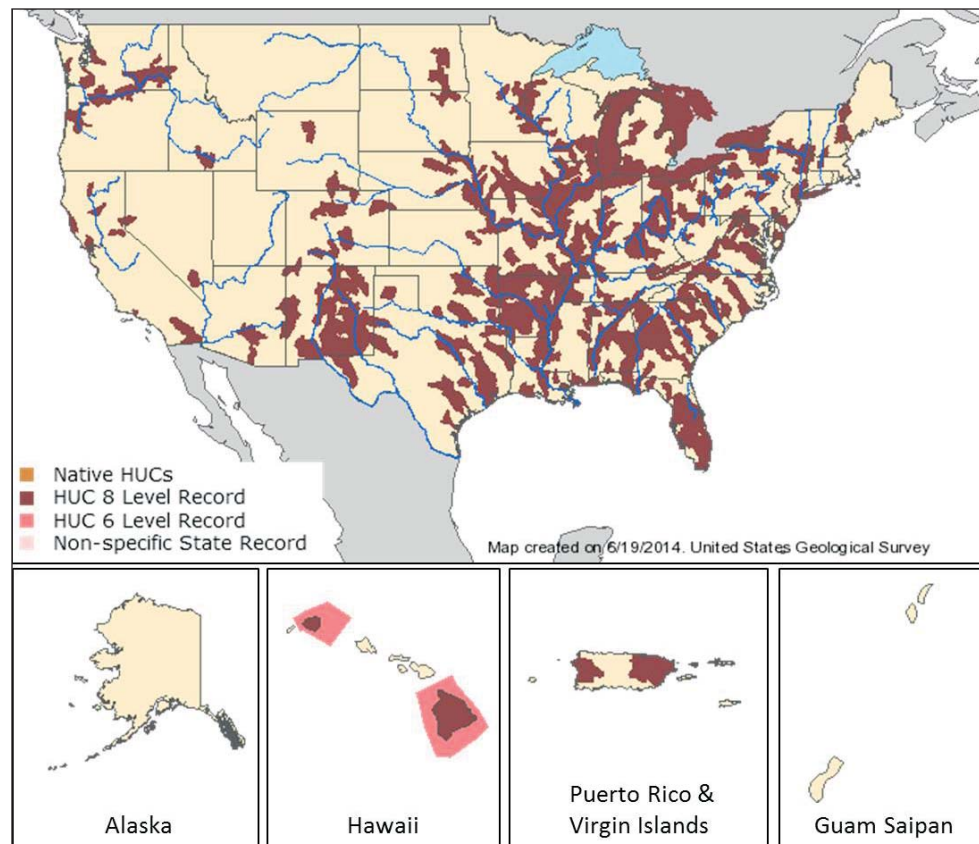 Native HUCs
HUC 8 Level Record
HUC 6 Level Record
Non-specific State Record
Map created on 6/19/2014. United States Geological Survey
Alaska
Hawaii
Puerto Rico &
Virgin Islands
Guam Saipan